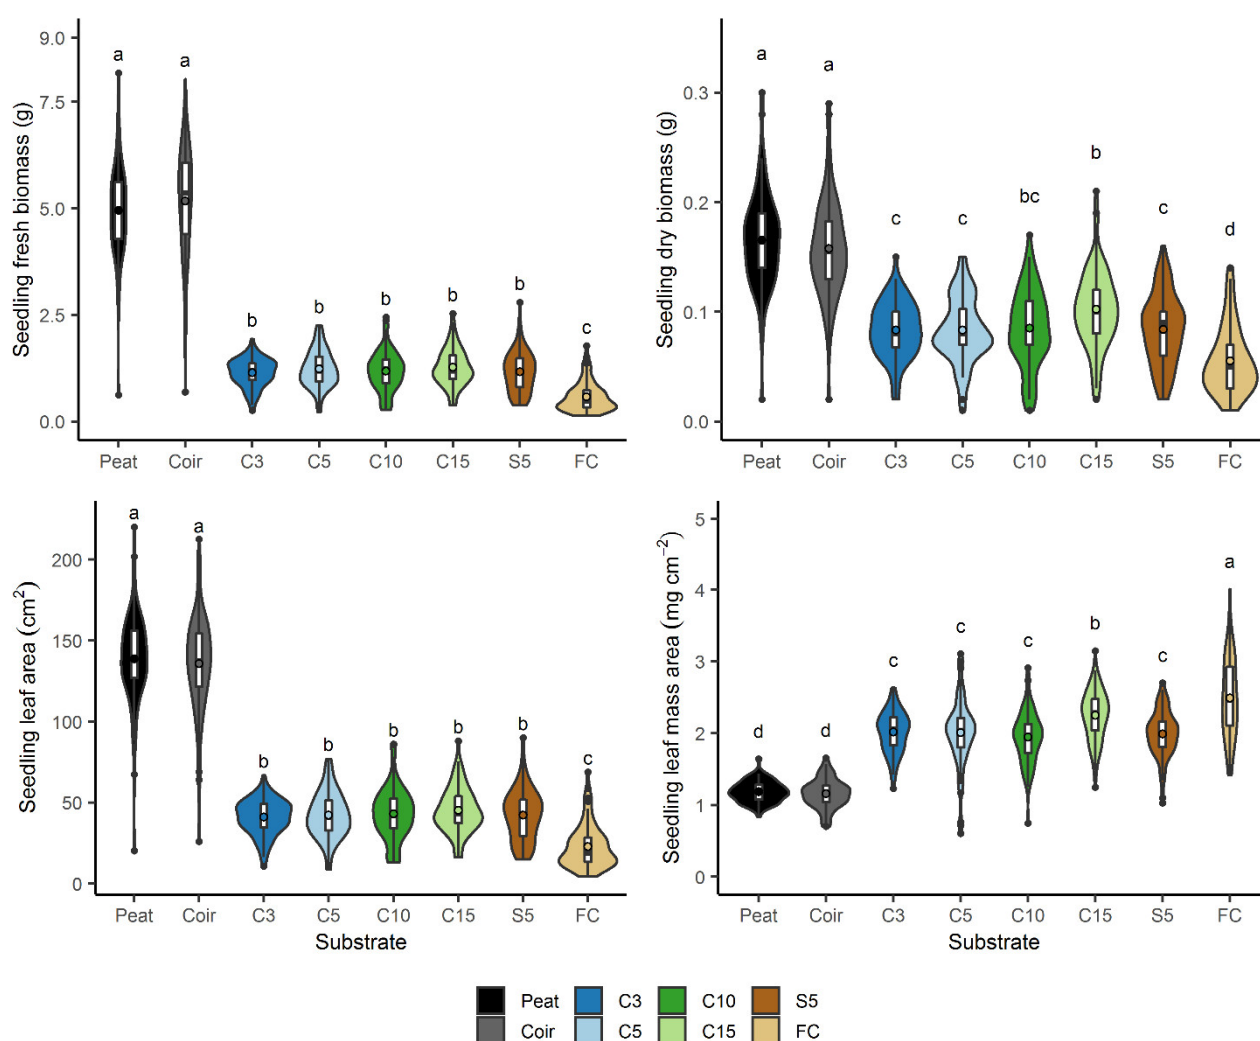 Seedling fresh biomass (g)
9.0
7.5
5.0
2.5
0.0
a a b b b b b c
Peat Coir C3 C5 C10 C15 S5 FC
Seedling dry biomass (g)
0.3
0.2
0.1
0.0
a a c c bc b c d
Peat Coir C3 C5 C10 C15 S5 FC
Seedling leaf area (cm²)
200
150
100
50
0
a a b b b b b c
Peat Coir C3 C5 C10 C15 S5 FC
Substrate
Seedling leaf mass area (mg cm⁻²)
5
4
3
2
1
0
d d c c c b c a
Peat Coir C3 C5 C10 C15 S5 FC
Substrate
Peat C3 C10 S5
Coir C5 C15 FC